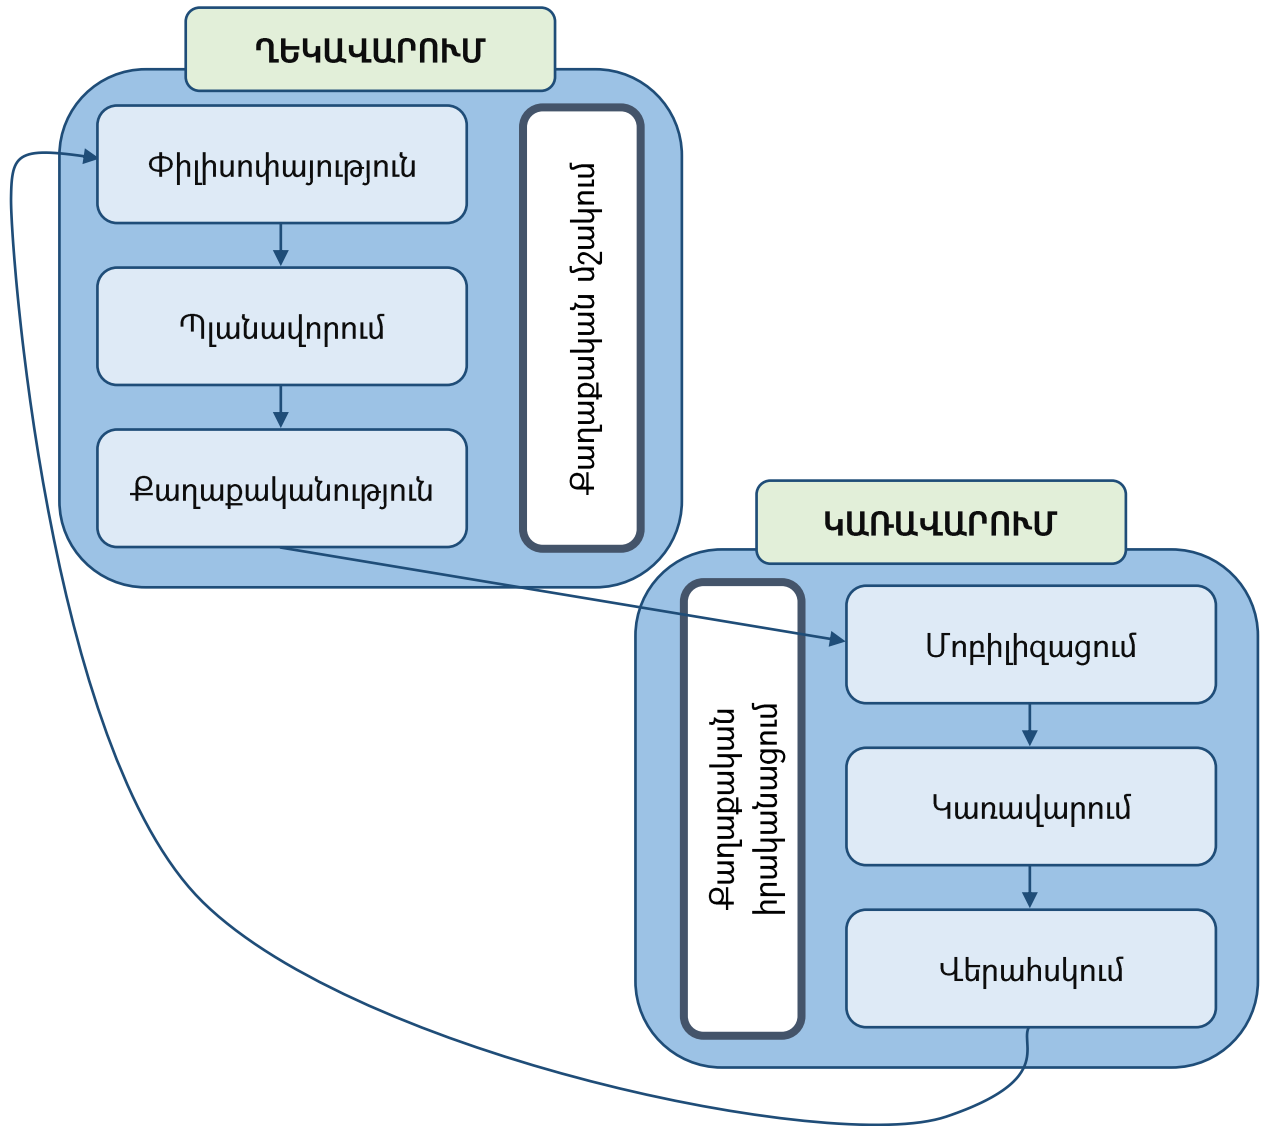 ՂԵԿԱՎԱՐՈՒՄ
Փիլիսոփայություն
Պլանավորում
Քաղաքականություն
Քաղաքական մշակում
ԿԱՌԱՎԱՐՈՒՄ
Քաղաքական
իրականացում
Մոբիլիզացում
Կառավարում
Վերահսկում